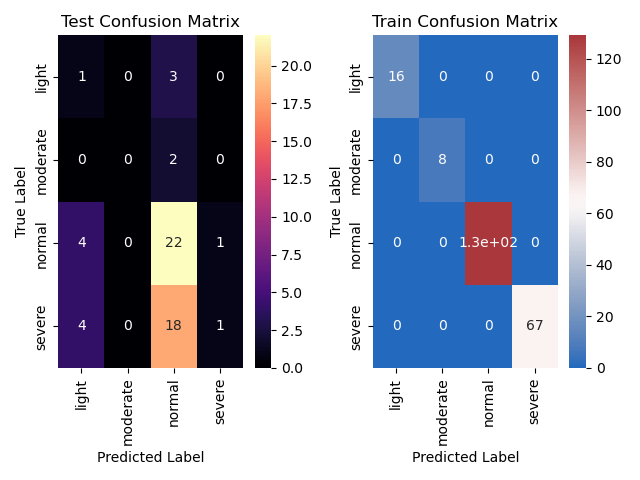 Test Confusion Matrix
True Label
light
moderate
normal
severe
1 0 3 0
0 0 2 0
4 0 22 1
4 0 18 1
light
moderate
normal
severe
Predicted Label
20.0
17.5
15.0
12.5
10.0
7.5
5.0
2.5
0.0
Train Confusion Matrix
True Label
light
moderate
normal
severe
16 0 0 0
0 8 0 0
0 0 1.3e+02 0
0 0 0 67
light
moderate
normal
severe
Predicted Label
120
100
80
60
40
20
0